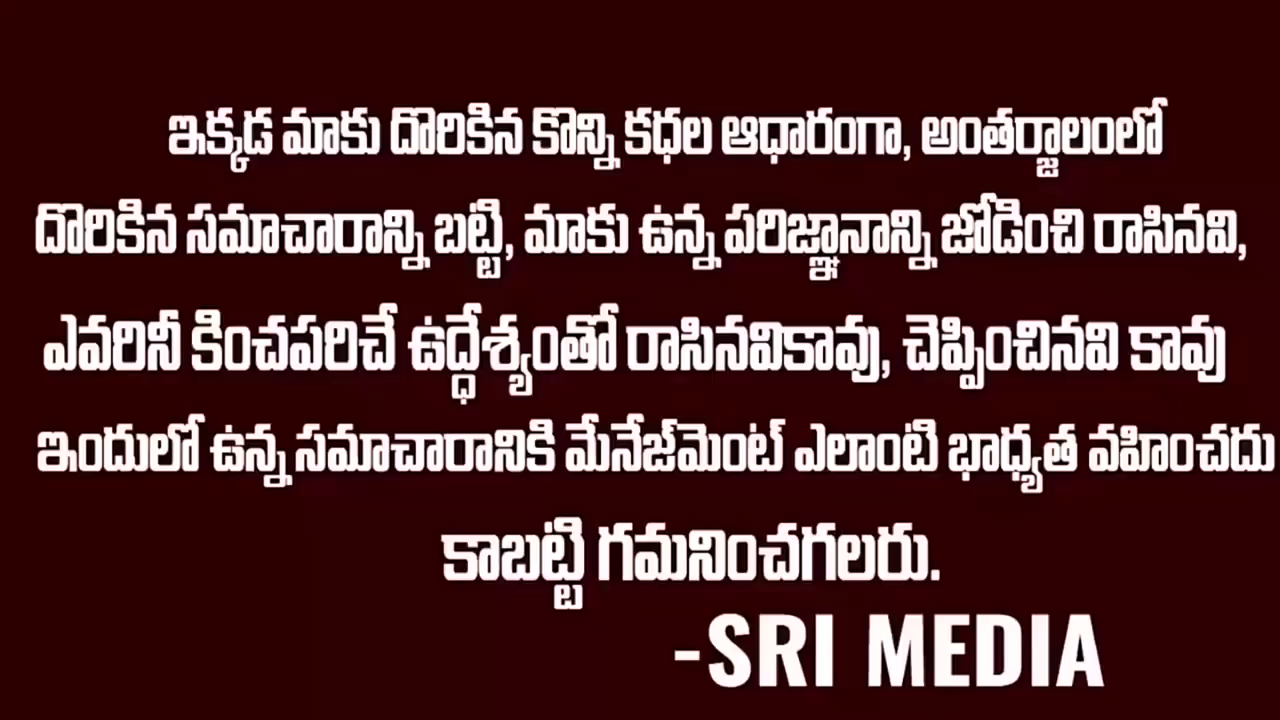 ఇక్కడ మాకు దొరికిన కొన్ని కధల ఆధారంగా, అంతర్జాలంలో
దొరికిన సమాచారాన్ని బట్టి, మాకు ఉన్న పరిజ్ఞానాన్ని జోడించి రాసినవి,
ఎవరినీ కించపరిచే ఉద్ధేశ్యంతో రాసినవికావు, చెప్పించినవి కావు
ఇందులో ఉన్న సమాచారానికి మేనేజ్‌మెంట్ ఎలాంటి భాధ్యత వహించదు
కాబట్టి గమనించగలరు.
-SRI MEDIA